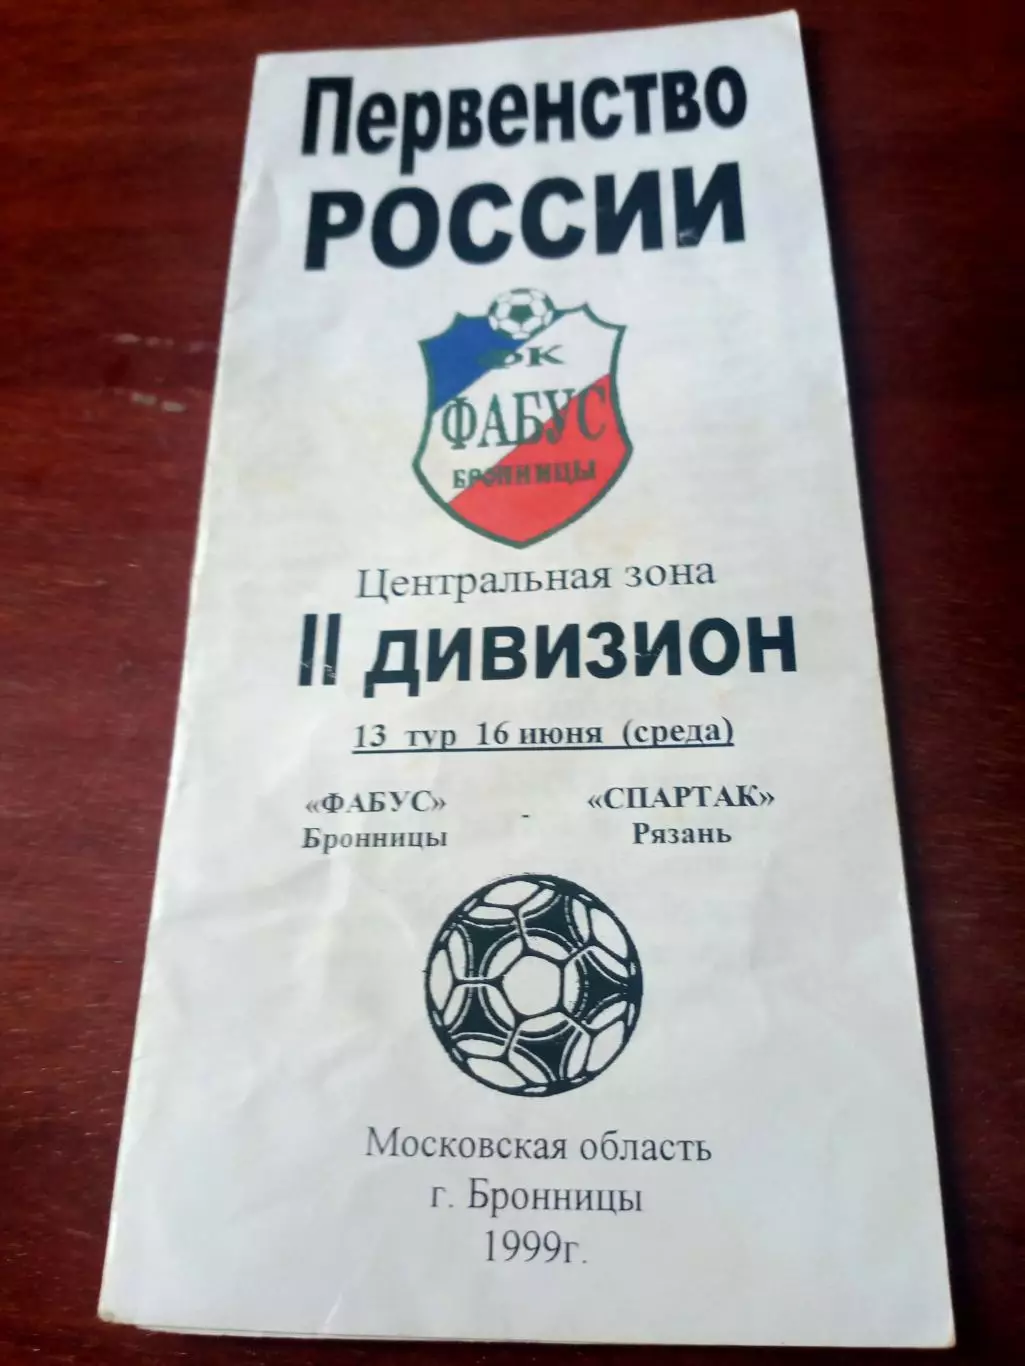 Первенство
РОССИИ
ФК
ФАБУС
БРОННИЦЫ
Центральная зона
II ДИВИЗИОН
13 тур 16 июня (среда)
«ФАБУС» - «СПАРТАК»
Бронницы Рязань
Московская область
г. Бронницы
1999г.